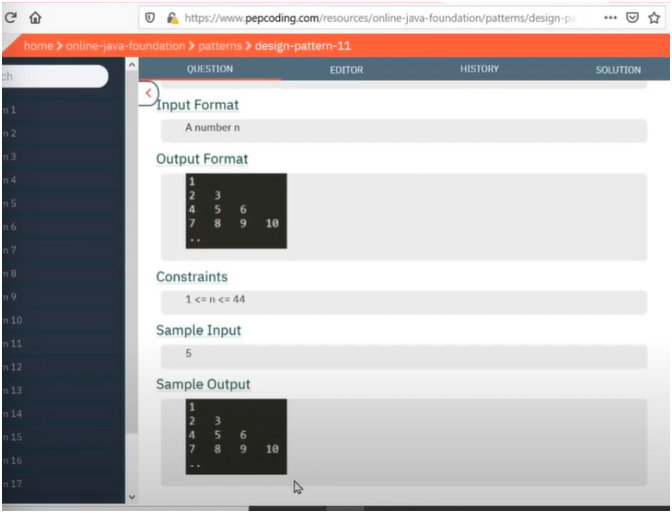 https://www.pepcoding.com/resources/online-java-foundation/patterns/design-pa
home > online-java-foundation > patterns > design-pattern-11
ch
QUESTION EDITOR HISTORY SOLUTION
n 1
n 2
n 3
n 4
n 5
n 6
n 7
n 8
n 9
n 10
n 11
n 12
n 13
n 14
n 15
n 16
n 17
Input Format
A number n
Output Format
1
2 3
4 5 6
7 8 9 10
..
Constraints
1 <= n <= 44
Sample Input
5
Sample Output
1
2 3
4 5 6
7 8 9 10
..